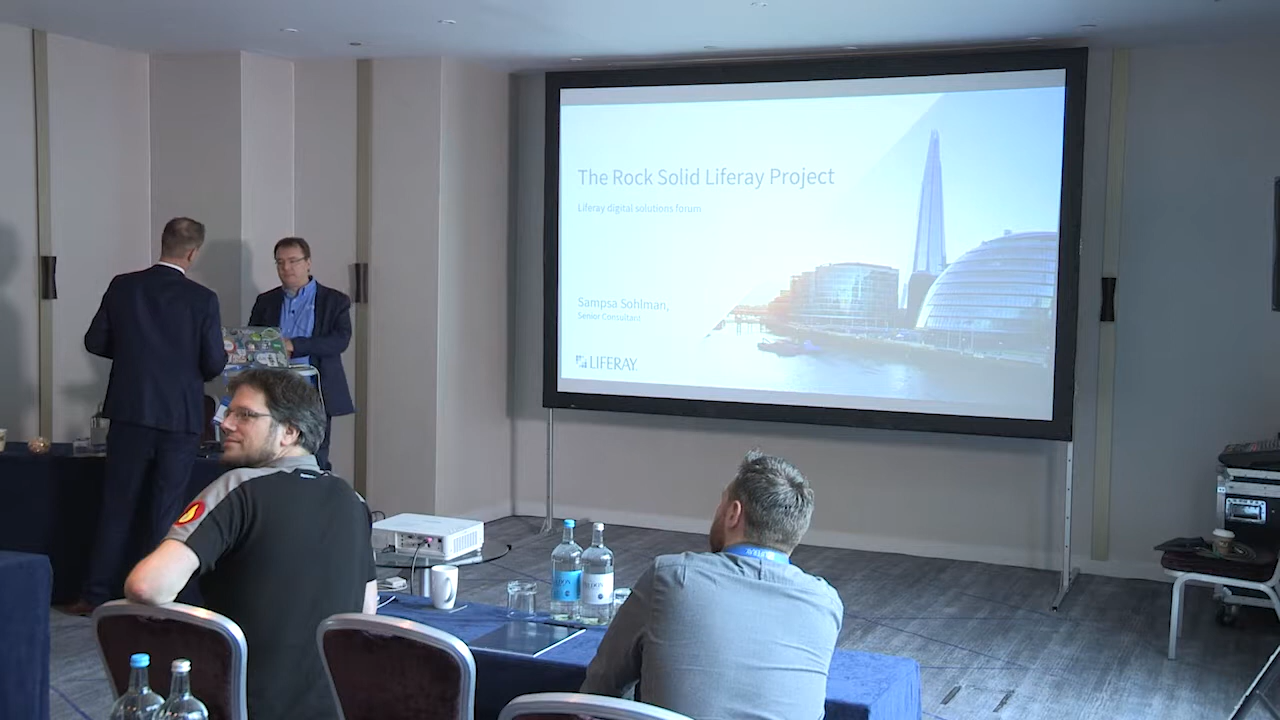 The Rock Solid Liferay Project
Liferay digital solutions forum
Sampsa Sohlman,
Senior Consultant
LIFERAY.